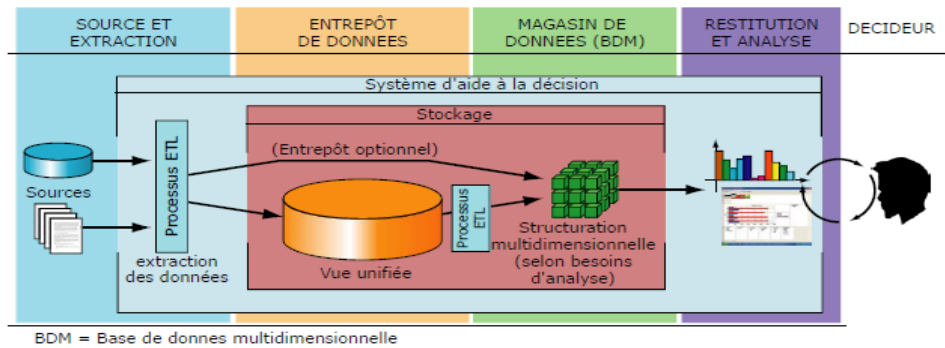 SOURCE ET
EXTRACTION
ENTREPÔT
DE DONNEES
MAGASIN DE
DONNEES (BDM)
RESTITUTION
ET ANALYSE
DECIDEUR
Système d'aide à la décision
Stockage
(Entrepôt optionnel)
Sources
Processus ETL
extraction
des données
Vue unifiée
Processus
ETL
Structuration
multidimensionnelle
(selon besoins
d'analyse)
BDM = Base de donnes multidimensionnelle